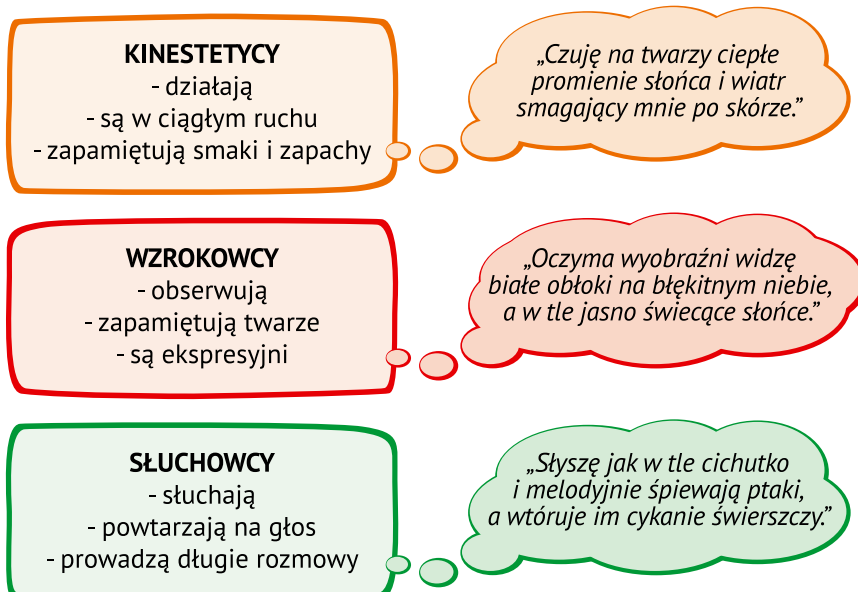 KINESTETYCY
- działają
- są w ciągłym ruchu
- zapamiętują smaki i zapachy
„Czuję na twarzy ciepłe
promienie słońca i wiatr
smagający mnie po skórze.”
WZROKOWCY
- obserwują
- zapamiętują twarze
- są ekspresyjni
„Oczyma wyobraźni widzę
białe obłoki na błękitnym niebie,
a w tle jasno świecące słońce.”
SŁUCHOWCY
- słuchają
- powtarzają na głos
- prowadzą długie rozmowy
„Słyszę jak w tle cichutko
i melodyjnie śpiewają ptaki,
a wtóruje im cykanie świerszczy.”